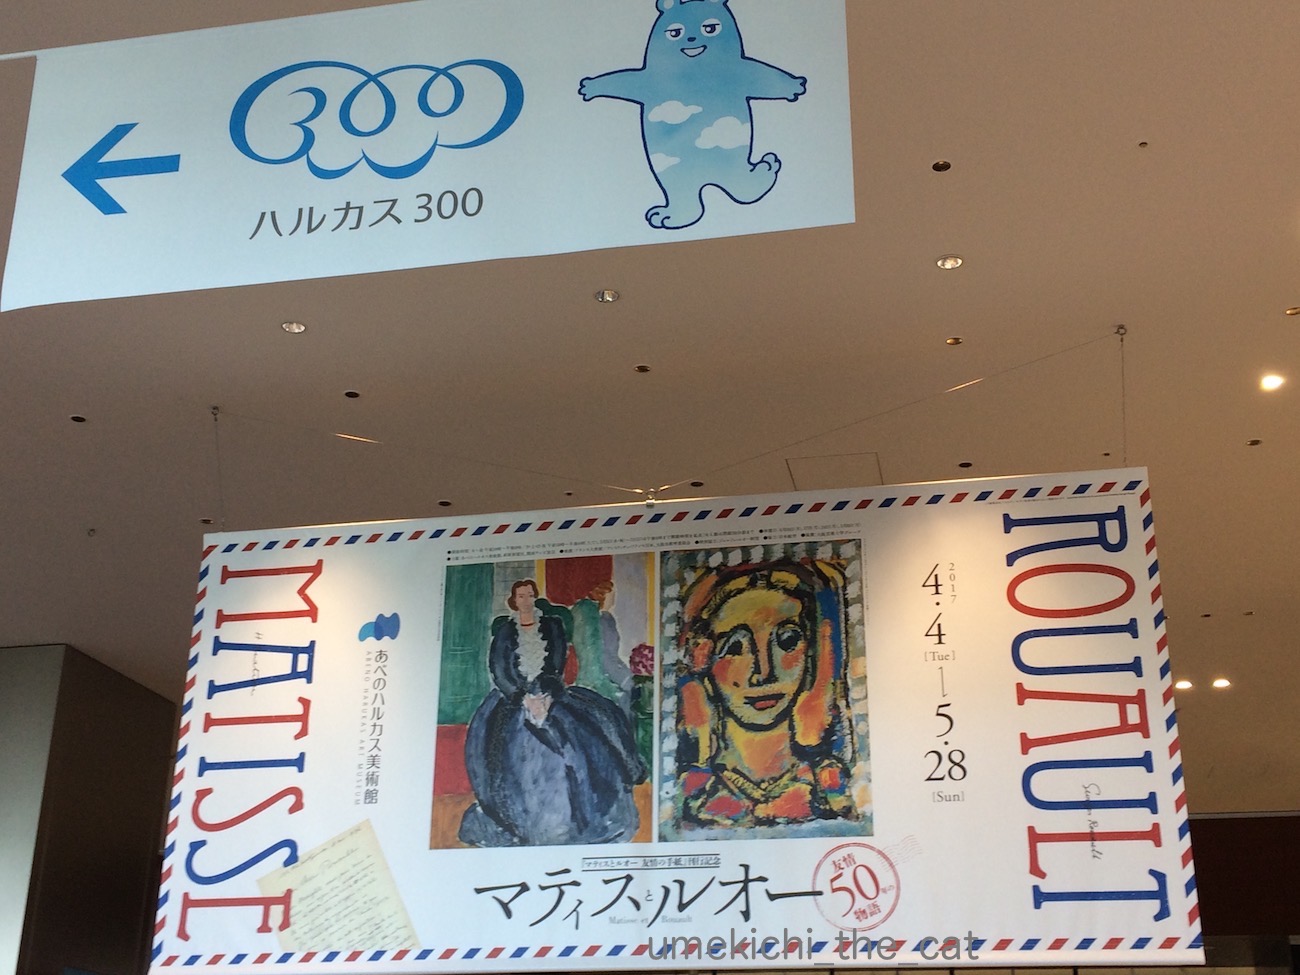 300
ハルカス300
MATISSE
あべのハルカス美術館
ABENO HARUKAS ART MUSEUM
2017
4.4
[Tue]
5.28
[Sun]
ROUAULT
「マティスとルオー 友情の手紙」刊行記念
マティスとルオー
Matisse et Rouault
友情
50年の
物語
umekichi_the_cat